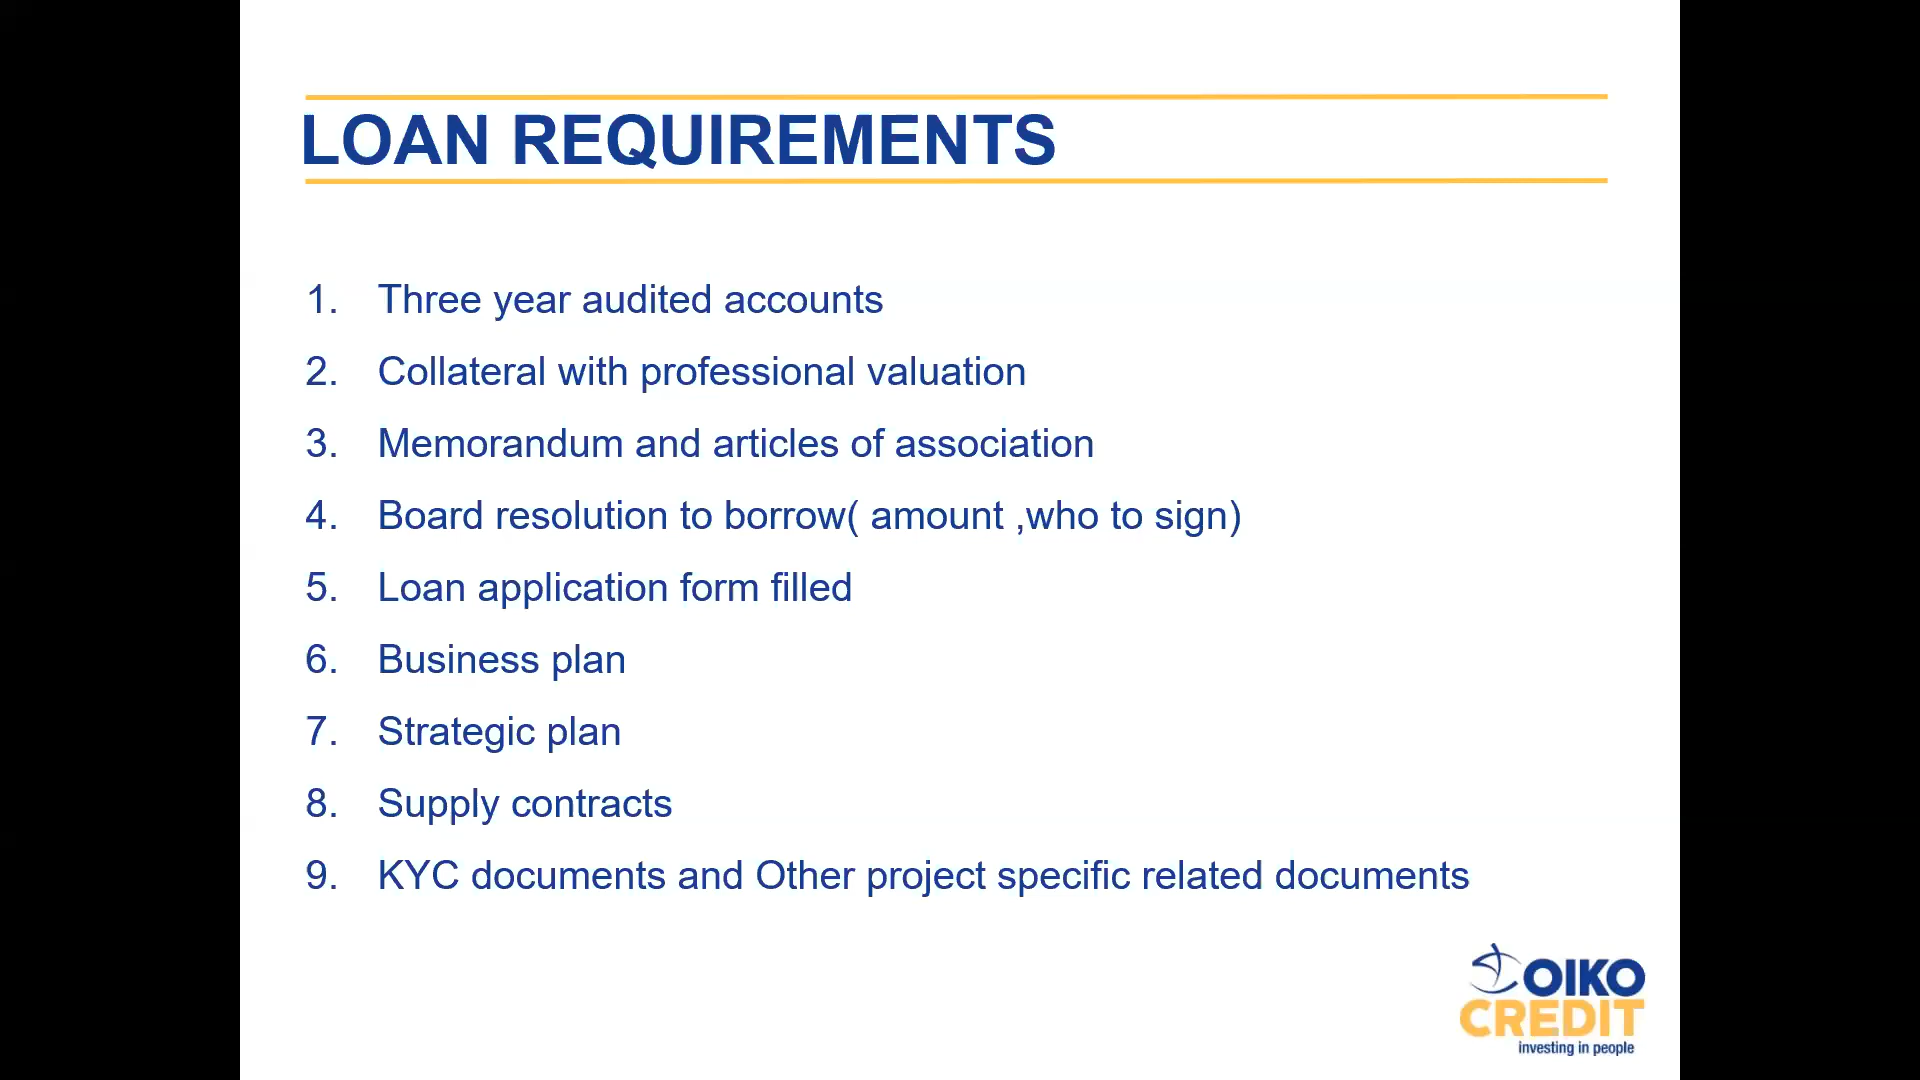 LOAN REQUIREMENTS
1. Three year audited accounts
2. Collateral with professional valuation
3. Memorandum and articles of association
4. Board resolution to borrow( amount ,who to sign)
5. Loan application form filled
6. Business plan
7. Strategic plan
8. Supply contracts
9. KYC documents and Other project specific related documents
OIKO
CREDIT
investing in people